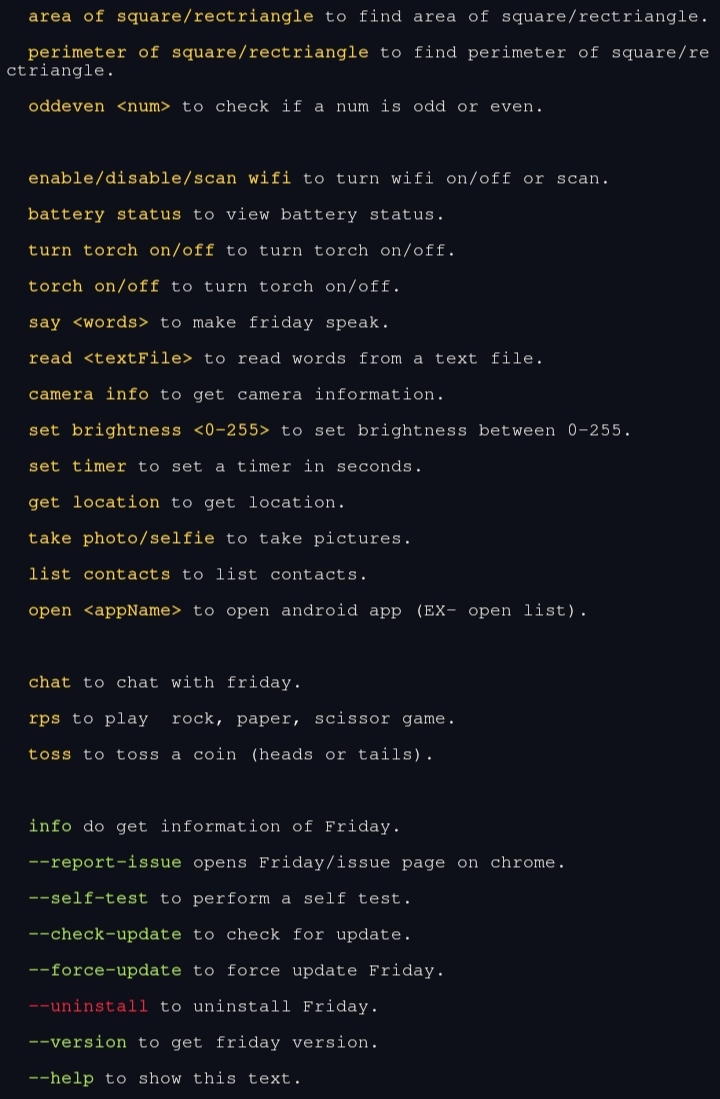 area of square/rectriangle to find area of square/rectriangle.
perimeter of square/rectriangle to find perimeter of square/re
ctriangle.
oddeven <num> to check if a num is odd or even.
enable/disable/scan wifi to turn wifi on/off or scan.
battery status to view battery status.
turn torch on/off to turn torch on/off.
torch on/off to turn torch on/off.
say <words> to make friday speak.
read <textFile> to read words from a text file.
camera info to get camera information.
set brightness <0-255> to set brightness between 0-255.
set timer to set a timer in seconds.
get location to get location.
take photo/selfie to take pictures.
list contacts to list contacts.
open <appName> to open android app (EX- open list).
chat to chat with friday.
rps to play  rock, paper, scissor game.
toss to toss a coin (heads or tails).
info do get information of Friday.
--report-issue opens Friday/issue page on chrome.
--self-test to perform a self test.
--check-update to check for update.
--force-update to force update Friday.
--uninstall to uninstall Friday.
--version to get friday version.
--help to show this text.